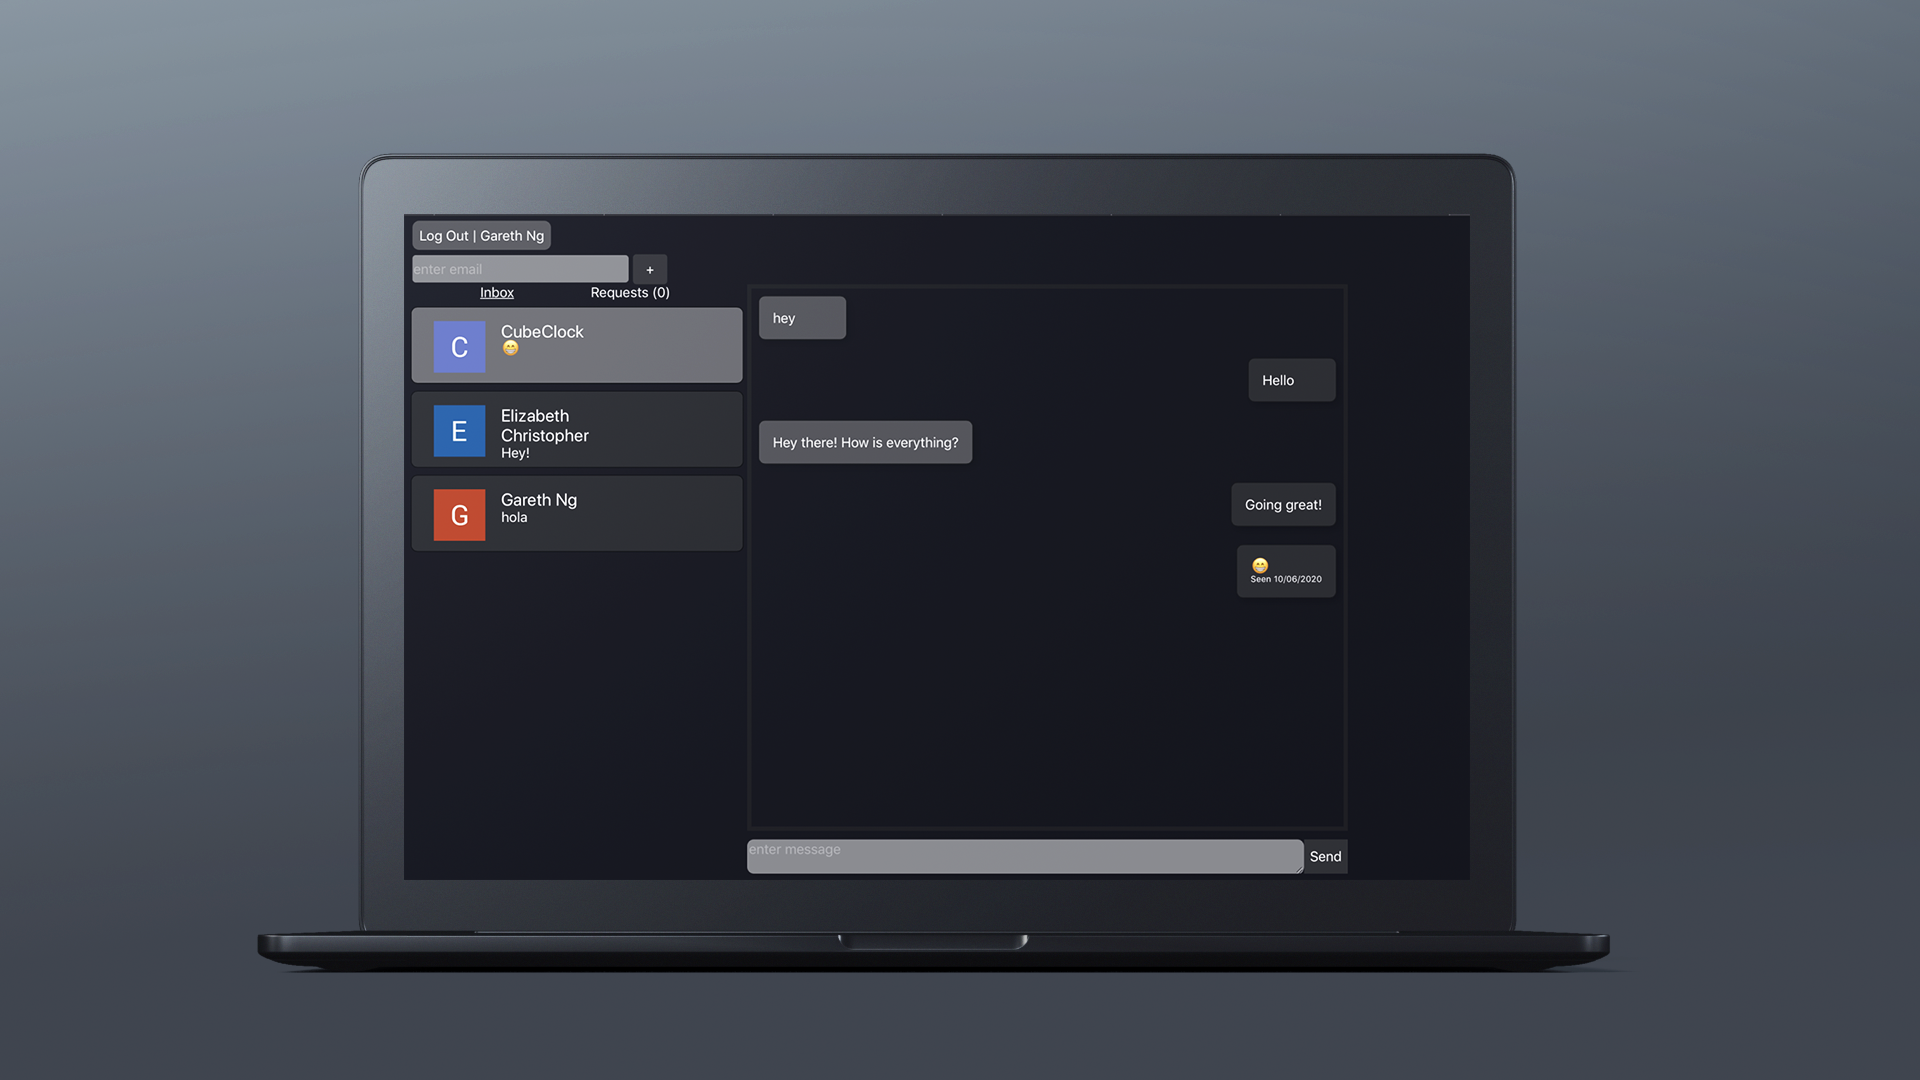 Log Out | Gareth Ng
enter email
+
Inbox
Requests (0)
C
CubeClock
😁
E
Elizabeth
Christopher
Hey!
G
Gareth Ng
hola
hey
Hello
Hey there! How is everything?
Going great!
😁
Seen 10/06/2020
enter message
Send